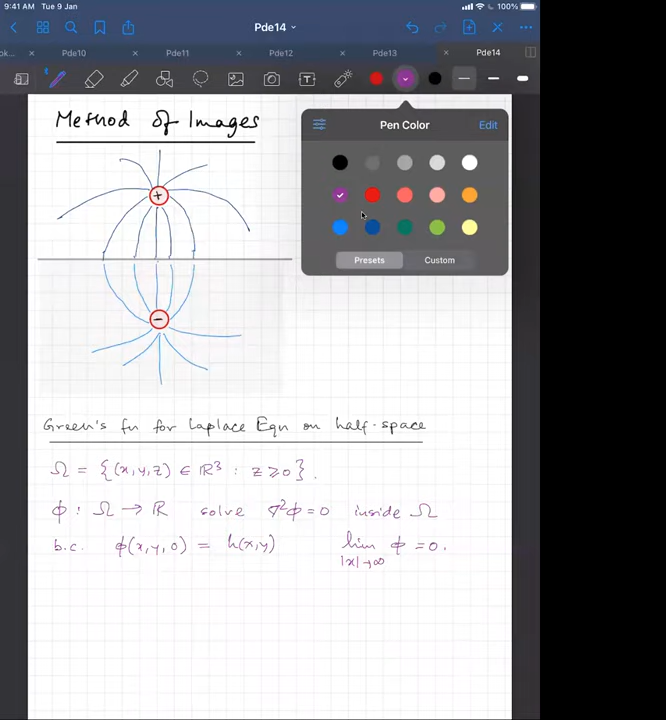 9:41 AM Tue 9 Jan
100%
Pde14
Pde10
Pde11
Pde12
Pde13
Pde14
T
Method of Images
Pen Color
Edit
Presets
Custom
+
−
Green's fn for Laplace Eqn on half-space
Ω = {(x,y,z) ∈ ℝ³ : z ≥ 0}.
ϕ : Ω → ℝ solve ∇²ϕ = 0 inside Ω
b.c. ϕ(x,y,0) = h(x,y) lim |x|→∞ ϕ = 0.